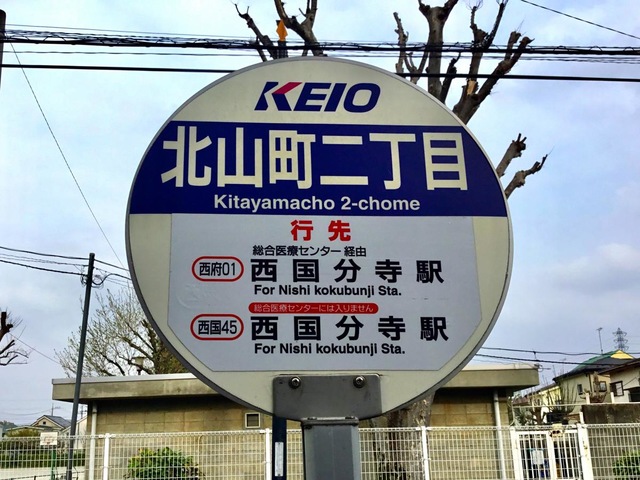 KEIO
北山町二丁目
Kitayamacho 2-chome
行先
総合医療センター 経由
西府01 西国分寺駅
For Nishi kokubunji Sta.
総合医療センターには入りません
西国45 西国分寺駅
For Nishi kokubunji Sta.